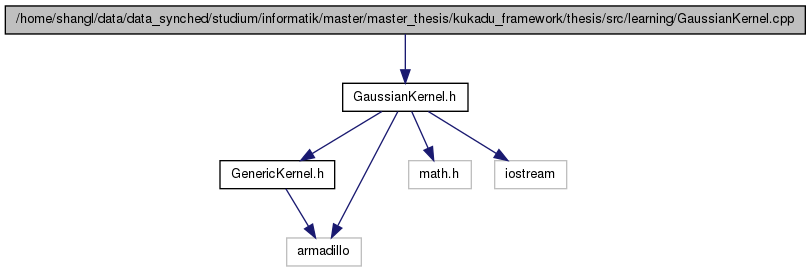 /home/shangl/data/data_synched/studium/informatik/master/master_thesis/kukadu_framework/thesis/src/learning/GaussianKernel.cpp
GaussianKernel.h
GenericKernel.h
math.h
iostream
armadillo